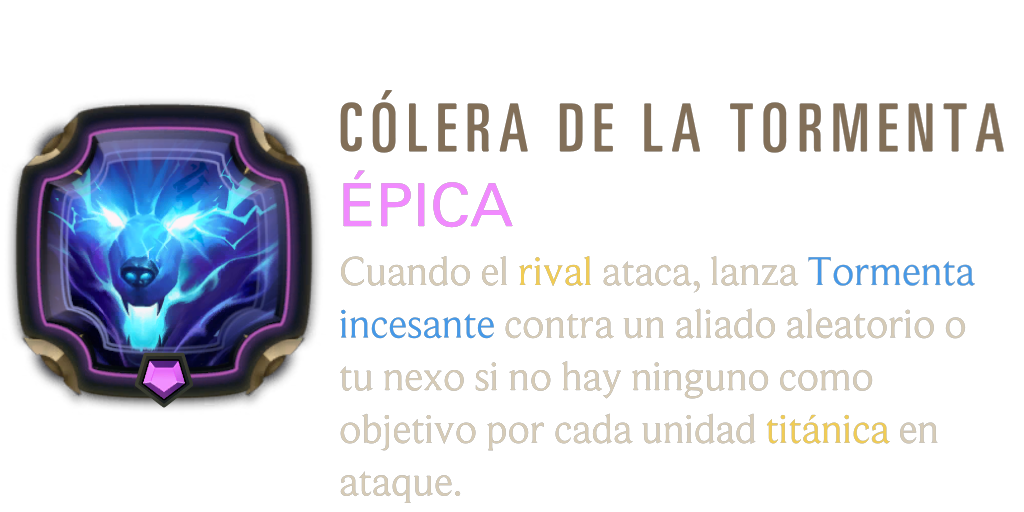 CÓLERA DE LA TORMENTA
ÉPICA
Cuando el rival ataca, lanza Tormenta
incesante contra un aliado aleatorio o
tu nexo si no hay ninguno como
objetivo por cada unidad titánica en
ataque.